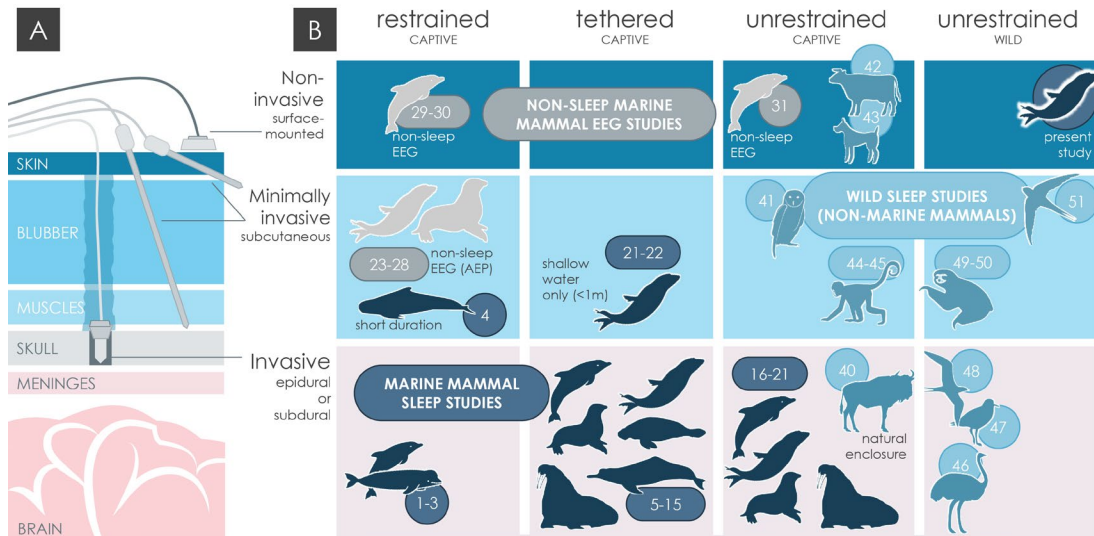 A
Non-
invasive
surface-
mounted
SKIN
Minimally
invasive
subcutaneous
BLUBBER
MUSCLES
SKULL
Invasive
epidural or
subdural
MENINGES
BRAIN
B
restrained
CAPTIVE
tethered
CAPTIVE
unrestrained
CAPTIVE
unrestrained
WILD
29-30
non-sleep
EEG
NON-SLEEP MARINE
MAMMAL EEG STUDIES
31
non-sleep
EEG
42
43
present
study
23-28
non-sleep
EEG (AEP)
short duration
4
21-22
shallow
water
only (<1m)
41
WILD SLEEP STUDIES
(NON-MARINE MAMMALS)
51
44-45
49-50
MARINE MAMMAL
SLEEP STUDIES
1-3
5-15
16-21
40
natural
enclosure
48
47
46